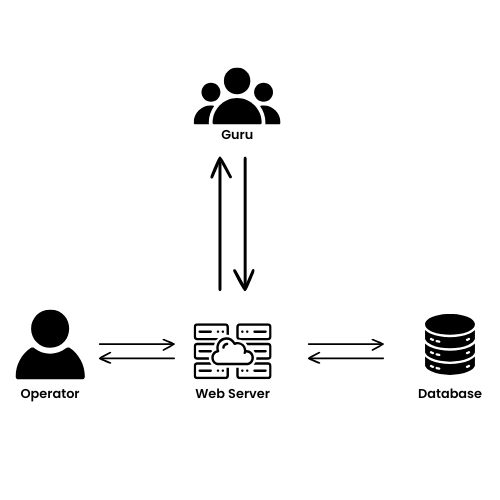 Guru
Operator
Web Server
Database